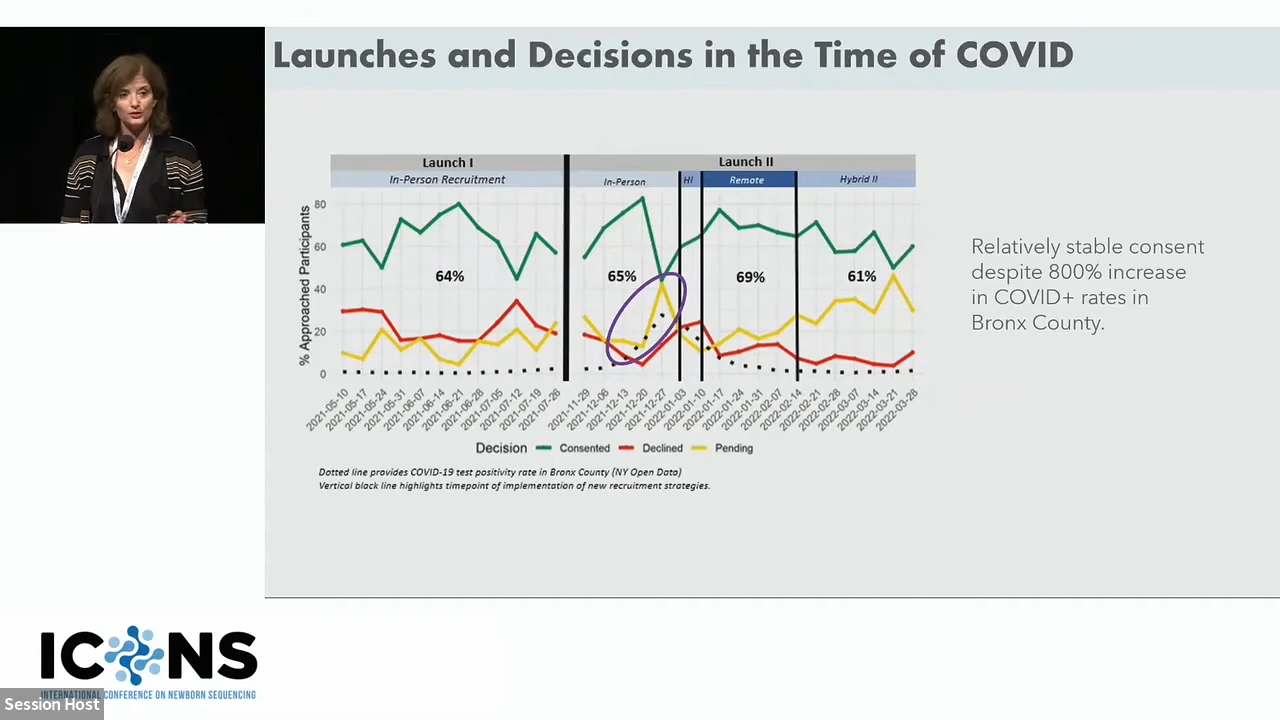 Launches and Decisions in the Time of COVID
Launch I
Launch II
In-Person Recruitment
In-Person
HI
Remote
Hybrid II
% Approached Participants
80
60
40
20
0
64%
65%
69%
61%
2021-05-10
2021-05-17
2021-05-24
2021-05-31
2021-06-07
2021-06-14
2021-06-21
2021-06-28
2021-07-05
2021-07-12
2021-07-19
2021-07-26
2021-11-29
2021-12-06
2021-12-13
2021-12-20
2021-12-27
2022-01-03
2022-01-10
2022-01-17
2022-01-24
2022-01-31
2022-02-07
2022-02-14
2022-02-21
2022-02-28
2022-03-07
2022-03-14
2022-03-21
2022-03-28
Decision Consented Declined Pending
Dotted line provides COVID-19 test positivity rate in Bronx County (NY Open Data)
Vertical black line highlights timepoint of implementation of new recruitment strategies.
Relatively stable consent
despite 800% increase
in COVID+ rates in
Bronx County.
ICONS
INTERNATIONAL CONFERENCE ON NEWBORN SEQUENCING
Session Host